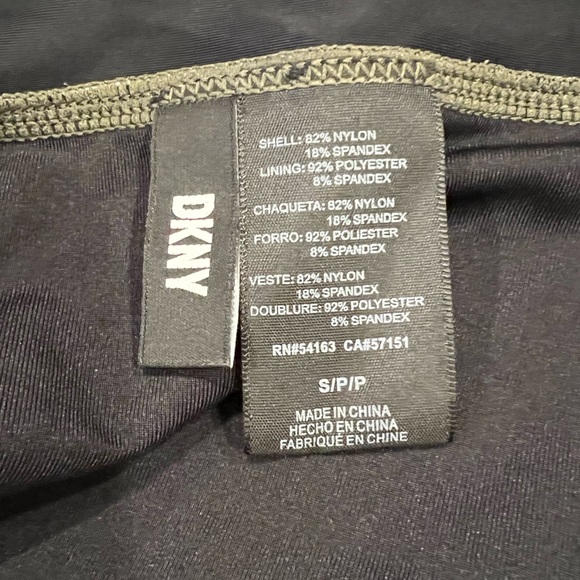 DKNY
SHELL: 82% NYLON
18% SPANDEX
LINING: 92% POLYESTER
8% SPANDEX
CHAQUETA: 82% NYLON
18% SPANDEX
FORRO: 92% POLIESTER
8% SPANDEX
VESTE: 82% NYLON
18% SPANDEX
DOUBLURE: 92% POLYESTER
8% SPANDEX
RN#54163 CA#57151
S/P/P
MADE IN CHINA
HECHO EN CHINA
FABRIQUÉ EN CHINE